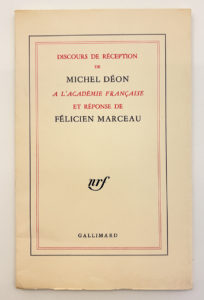 DISCOURS DE RÉCEPTION
DE
MICHEL DÉON
A L'ACADÉMIE FRANÇAISE
ET RÉPONSE DE
FÉLICIEN MARCEAU
nrf
GALLIMARD